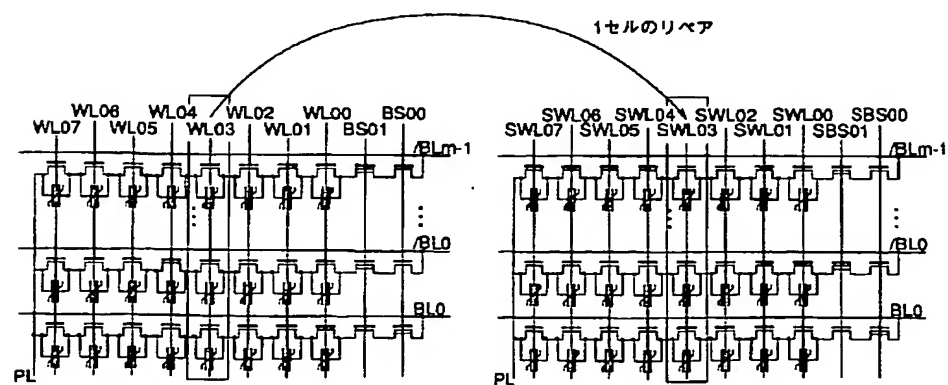 1セルのリペア
WL06 WL04 WL02 WL00 BS00
WL07 WL05 WL03 WL01 BS01
/BLm-1
/BL0
BL0
PL
SWL06 SWL04 SWL02 SWL00 SBS00
SWL07 SWL05 SWL03 SWL01 SBS01
/BLm-1
/BL0
BL0
PL